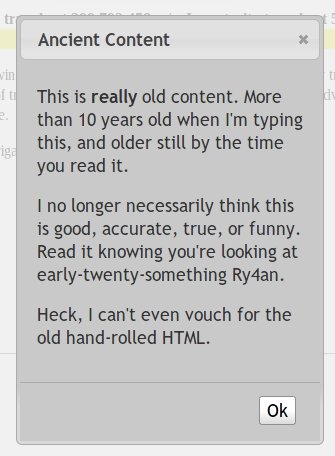 Ancient Content
This is really old content. More
than 10 years old when I'm typing
this, and older still by the time
you read it.
I no longer necessarily think this
is good, accurate, true, or funny.
Read it knowing you're looking at
early-twenty-something Ry4an.
Heck, I can't even vouch for the
old hand-rolled HTML.
Ok